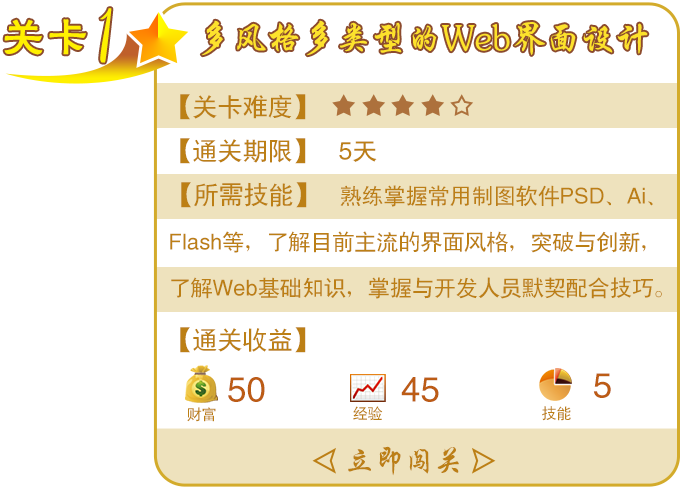 关卡1 多风格多类型的Web界面设计
【关卡难度】
【通关期限】 5天
【所需技能】 熟练掌握常用制图软件PSD、Ai、
Flash等，了解目前主流的界面风格，突破与创新，
了解Web基础知识，掌握与开发人员默契配合技巧。
【通关收益】
50 45 5
财富 经验 技能
立即闯关